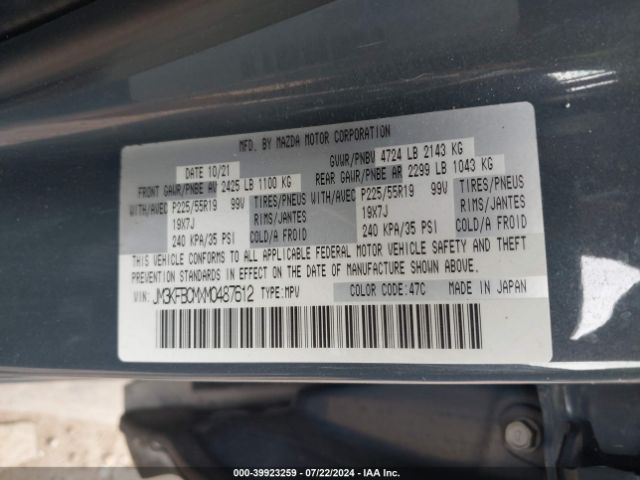 MFD. BY MAZDA MOTOR CORPORATION
DATE 10/21 GVWR/PNBV 4724 LB 2143 KG
FRONT GAWR/PNBE AV 2425 LB 1100 KG REAR GAWR/PNBE AR 2299 LB 1043 KG
WITH/AVEC P225/55R19 99V TIRES/PNEUS WITH/AVEC P225/55R19 99V TIRES/PNEUS
19X7J RIMS/JANTES 19X7J RIMS/JANTES
240 KPA/35 PSI COLD/A FROID 240 KPA/35 PSI COLD/A FROID
THIS VEHICLE CONFORMS TO ALL APPLICABLE FEDERAL MOTOR VEHICLE SAFETY AND THEFT
PREVENTION STANDARDS IN EFFECT ON THE DATE OF MANUFACTURE SHOWN ABOVE.
VIN: JM3KFBCMXM0487612 TYPE:MPV COLOR CODE: 47C MADE IN JAPAN
000-39923259 - 07/22/2024 - IAA Inc.